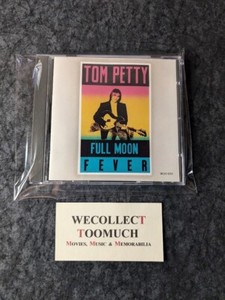 TOM PETTY
FULL MOON
FEVER
WECOLLECT
TOOMUCH
MOVIES, MUSIC & MEMORABILIA